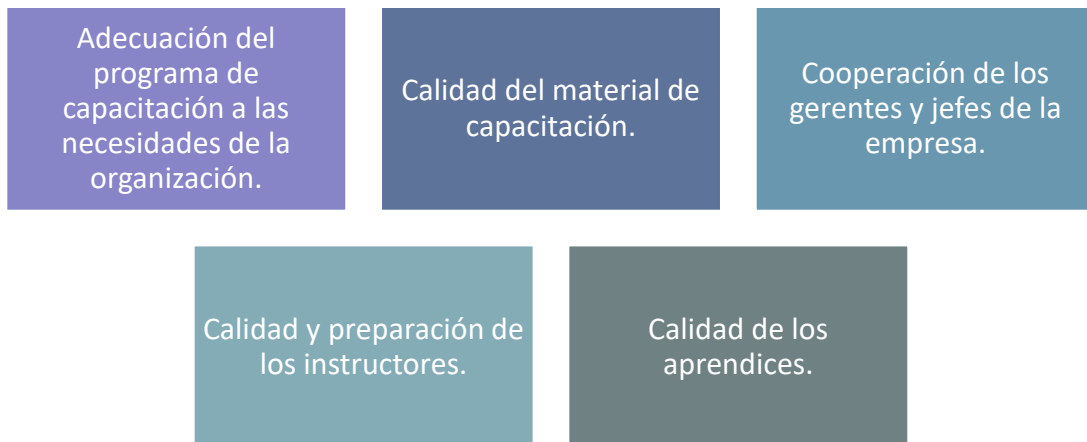 Adecuación del
programa de
capacitación a las
necesidades de la
organización.
Calidad del material de
capacitación.
Cooperación de los
gerentes y jefes de la
empresa.
Calidad y preparación de
los instructores.
Calidad de los
aprendices.